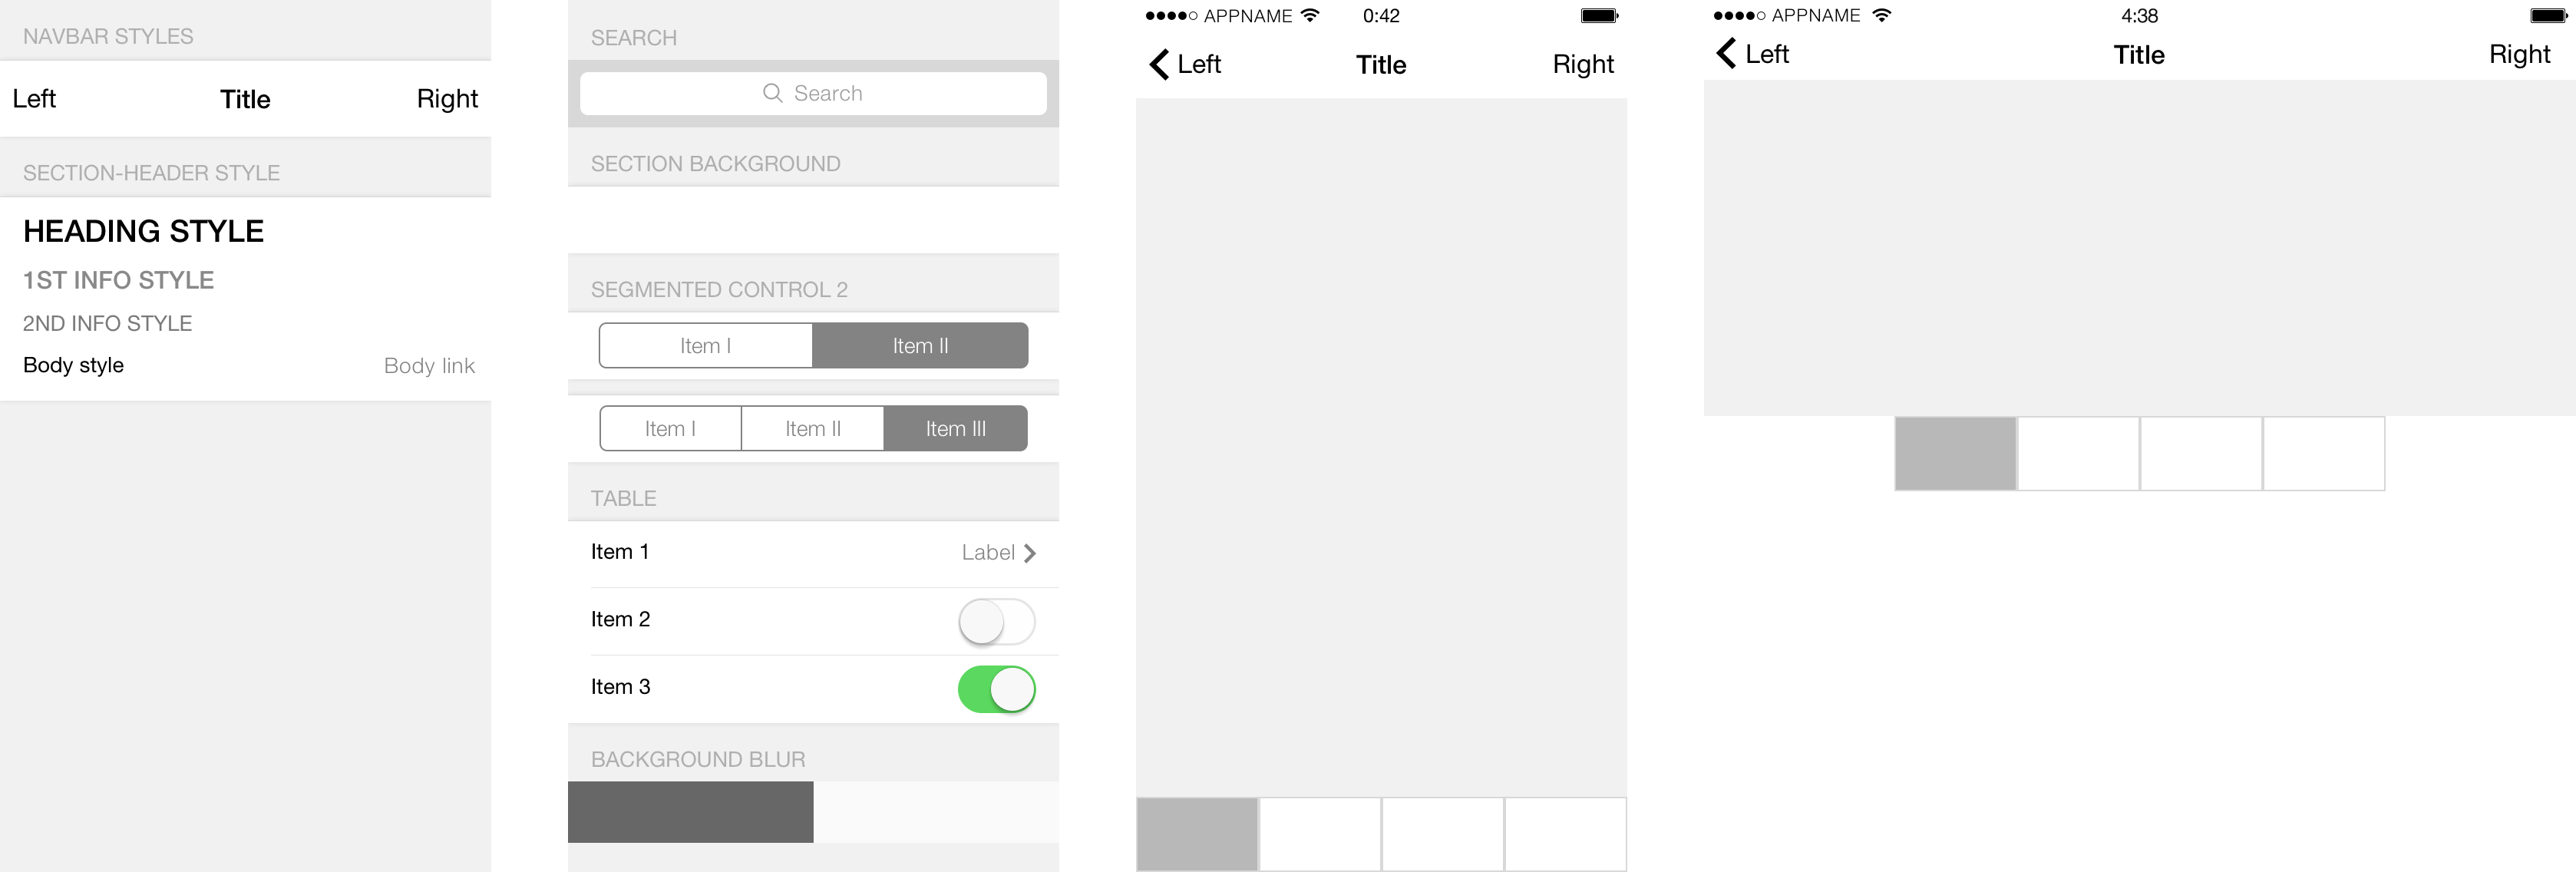 NAVBAR STYLES
Left Title Right
SECTION-HEADER STYLE
HEADING STYLE
1ST INFO STYLE
2ND INFO STYLE
Body style Body link
SEARCH
Search
SECTION BACKGROUND
SEGMENTED CONTROL 2
Item I Item II
Item I Item II Item III
TABLE
Item 1 Label
Item 2
Item 3
BACKGROUND BLUR
APPNAME 0:42
Left Title Right
APPNAME 4:38
Left Title Right